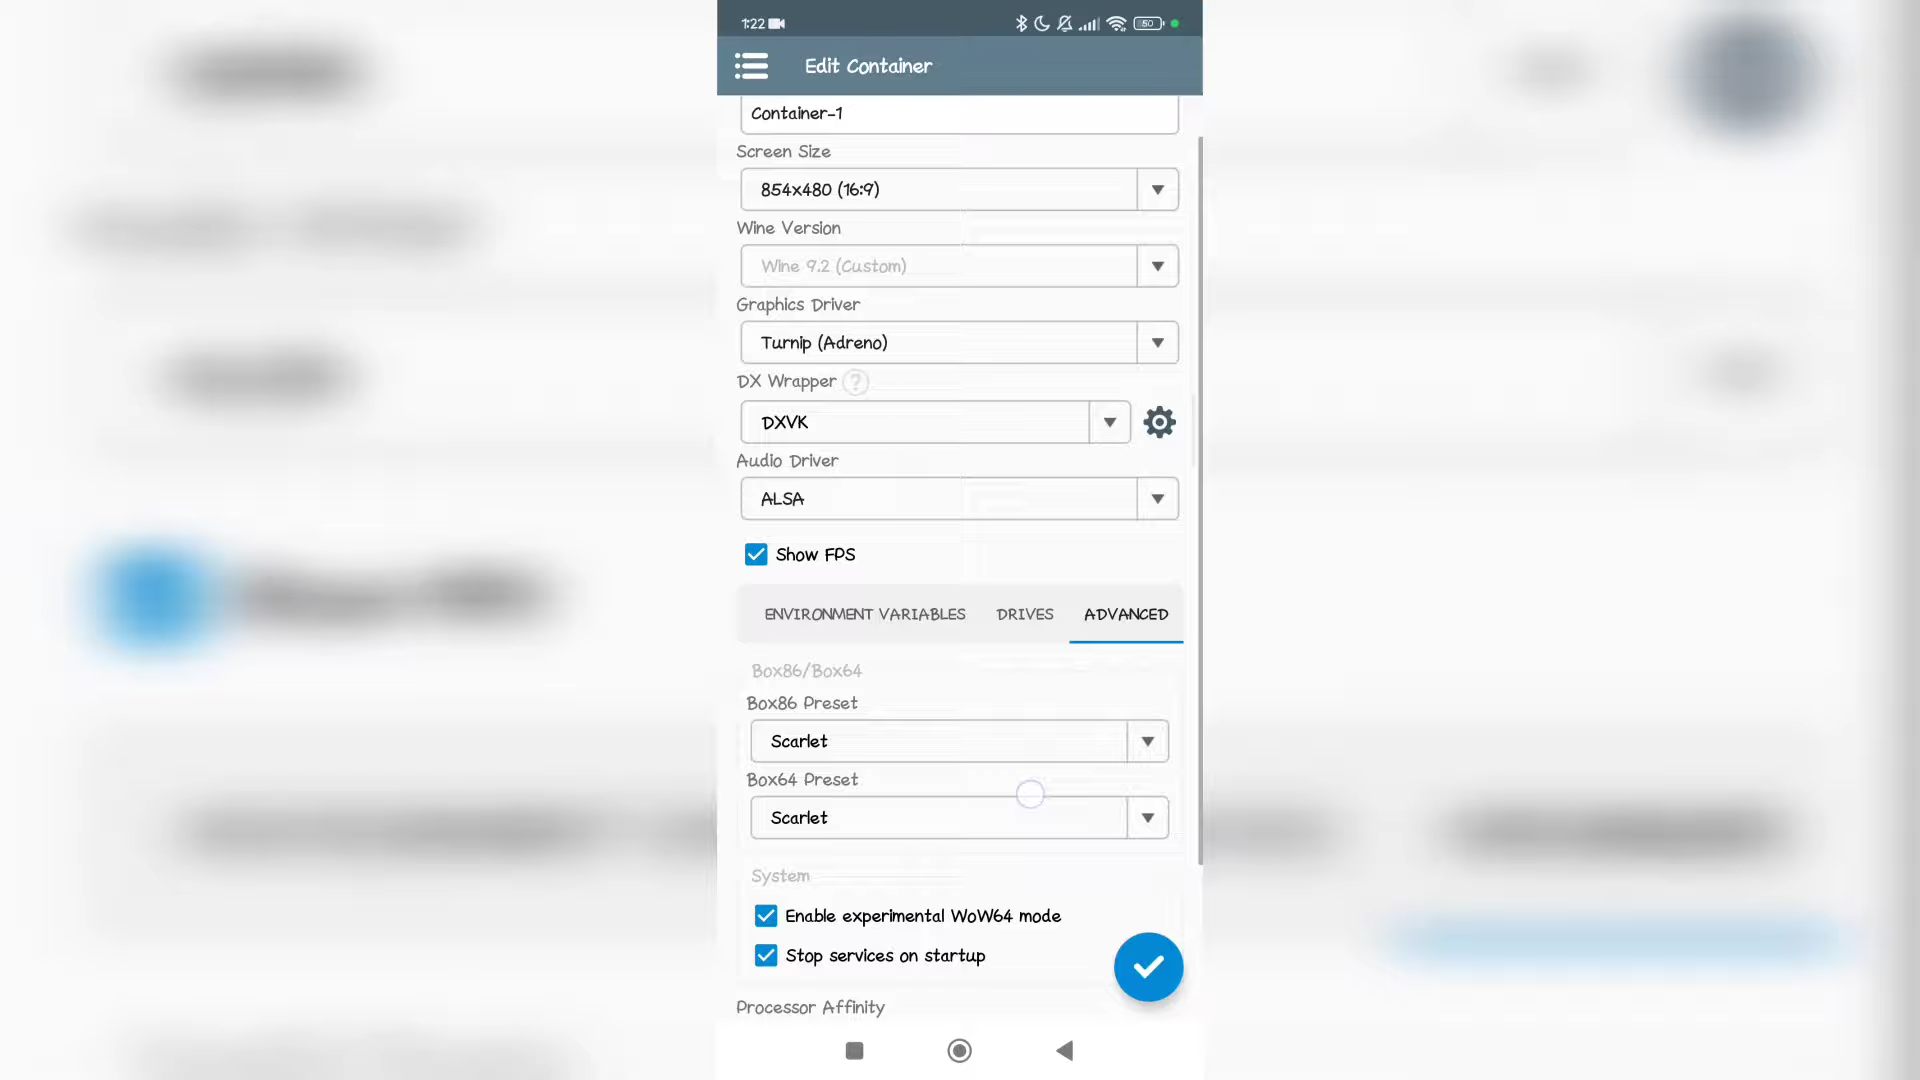 1:22
50
Edit Container
Container-1
Screen Size
854x480 (16:9)
Wine Version
Wine 9.2 (Custom)
Graphics Driver
Turnip (Adreno)
DX Wrapper ?
DXVK
Audio Driver
ALSA
Show FPS
ENVIRONMENT VARIABLES DRIVES ADVANCED
Box86/Box64
Box86 Preset
Scarlet
Box64 Preset
Scarlet
System
Enable experimental WoW64 mode
Stop services on startup
Processor Affinity